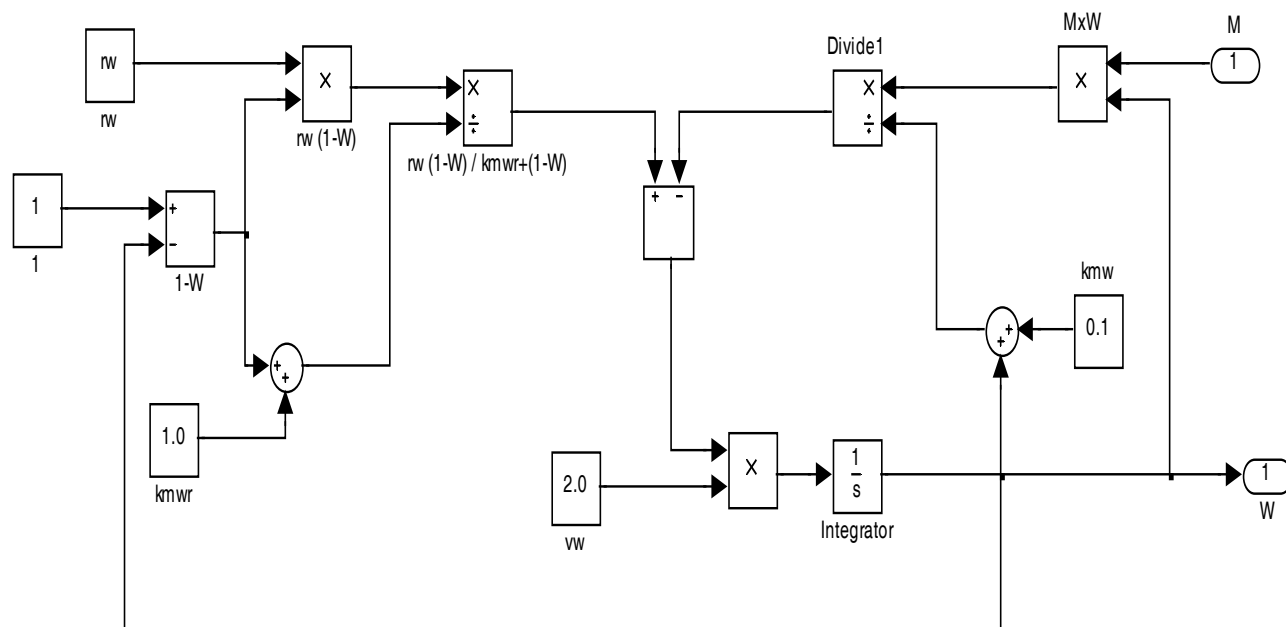 M
MxW
1
Divide1
rw
X
X
X
X
÷
÷
rw
rw (1-W)
rw (1-W) / kmwr+(1-W)
1
+
+ −
−
1
1-W
kmw
0.1
+
+
+
+
1.0
kmwr
X
1
s
2.0
1
W
vw
Integrator